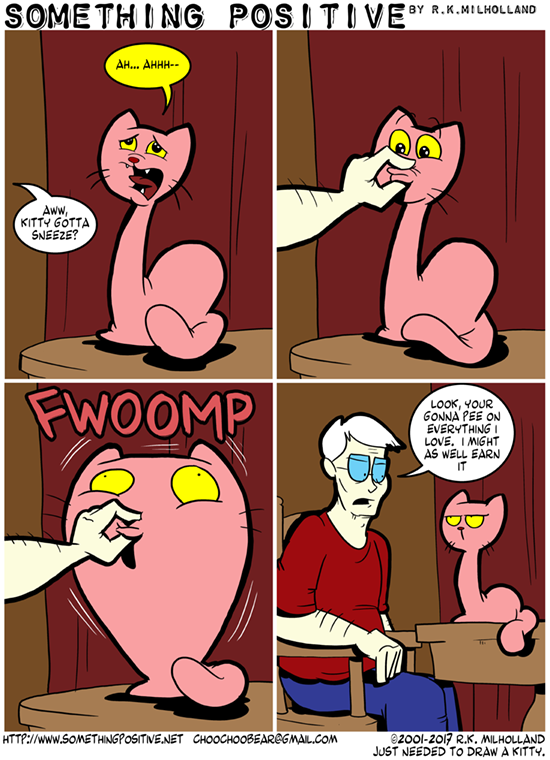 SOMETHING POSITIVE BY R.K.MILHOLLAND
AH... AHHH--
AWW,
KITTY GOTTA
SNEEZE?
FWOOMP
LOOK, YOUR
GONNA PEE ON
EVERYTHING I
LOVE. I MIGHT
AS WELL EARN
IT
HTTP://WWW.SOMETHINGPOSITIVE.NET CHOOCHOOBEAR@GMAIL.COM
©2001-2017 R.K. MILHOLLAND
JUST NEEDED TO DRAW A KITTY.